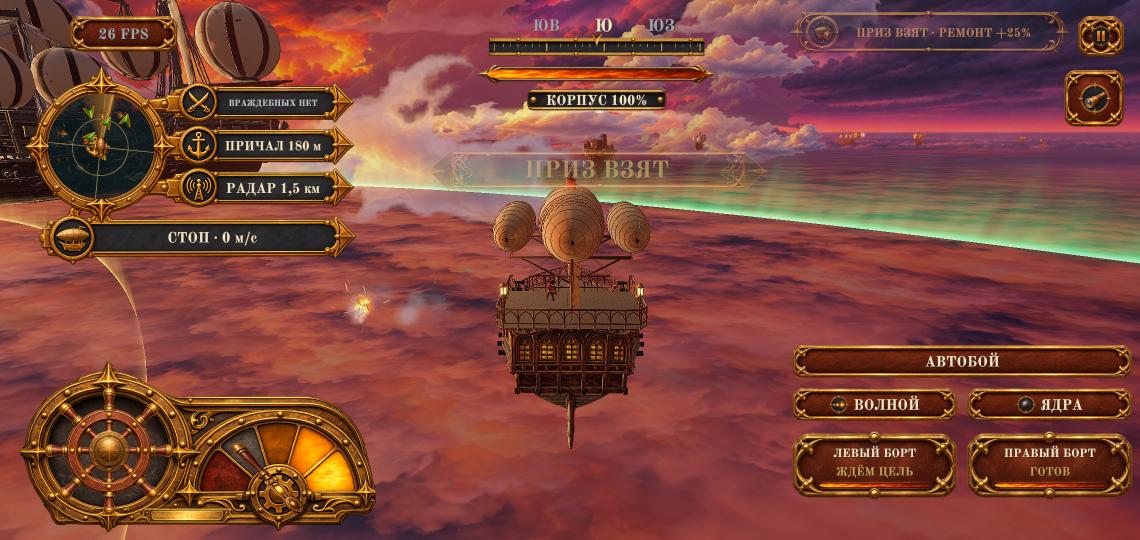 26 FPS
ЮВ Ю ЮЗ
ПРИЗ ВЗЯТ · РЕМОНТ +25%
КОРПУС 100%
ВРАЖДЕБНЫХ НЕТ
ПРИЧАЛ 180 м
РАДАР 1,5 км
ПРИЗ ВЗЯТ
СТОП · 0 м/с
АВТОБОЙ
ВОЛНОЙ
ЯДРА
ЛЕВЫЙ БОРТ
ЖДЁМ ЦЕЛЬ
ПРАВЫЙ БОРТ
ГОТОВ